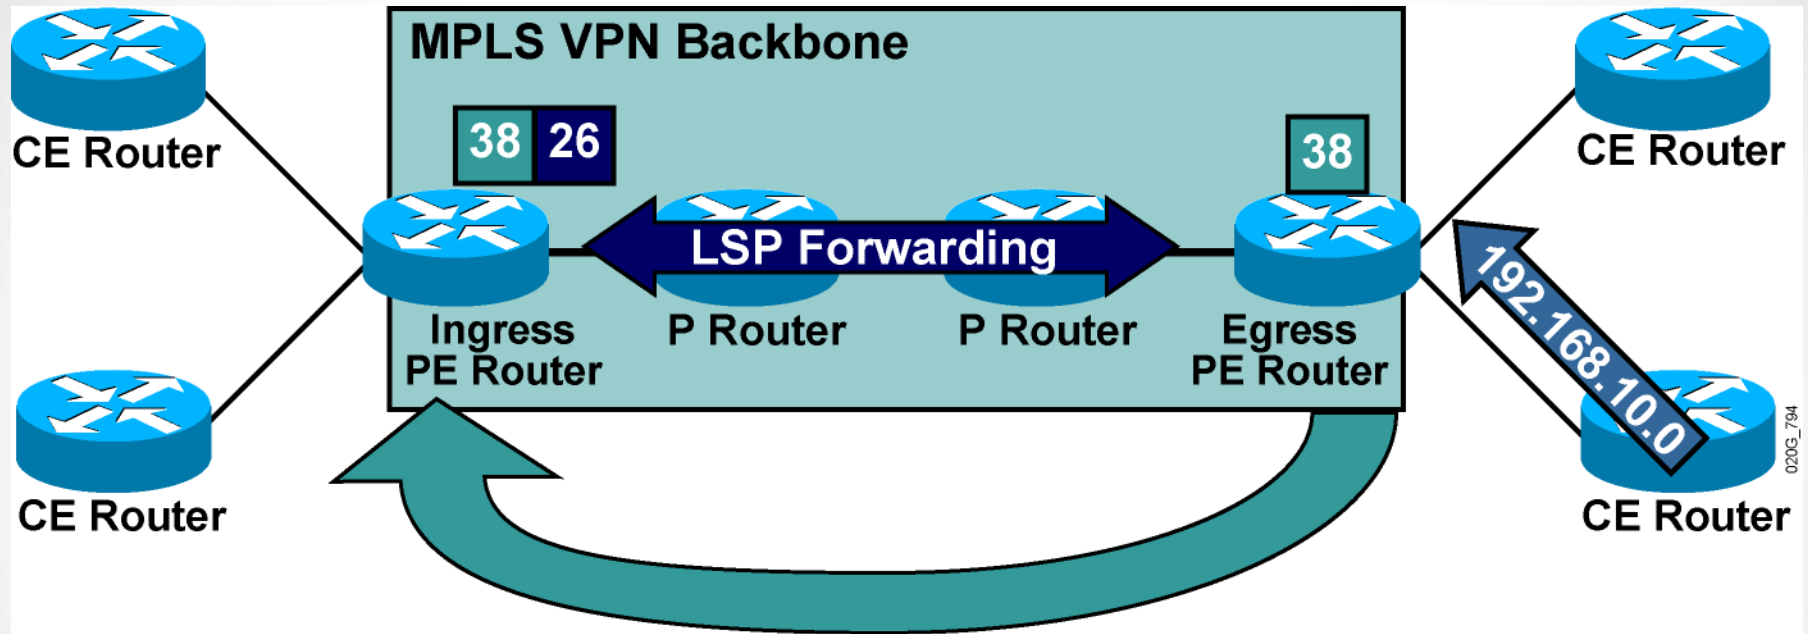 MPLS VPN Backbone
CE Router
CE Router
38 26
38
LSP Forwarding
Ingress
PE Router
P Router
P Router
Egress
PE Router
192.168.10.0
CE Router
CE Router
020G_794